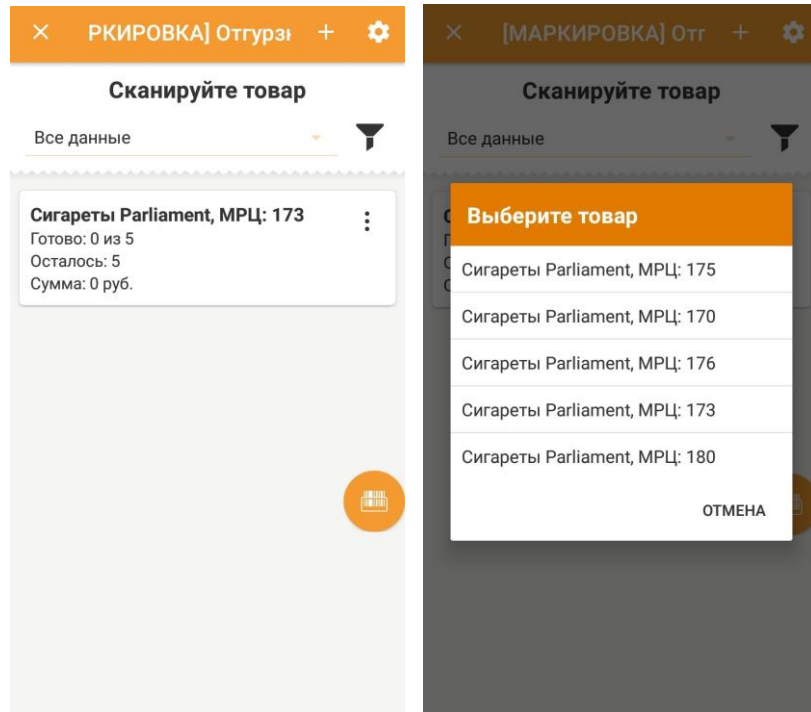 РКИРОВКА] Отгурзн
Сканируйте товар
Все данные
Сигареты Parliament, МРЦ: 173
Готово: 0 из 5
Осталось: 5
Сумма: 0 руб.
[МАРКИРОВКА] Отг
Сканируйте товар
Все данные
Выберите товар
Сигареты Parliament, МРЦ: 175
Сигареты Parliament, МРЦ: 170
Сигареты Parliament, МРЦ: 176
Сигареты Parliament, МРЦ: 173
Сигареты Parliament, МРЦ: 180
ОТМЕНА